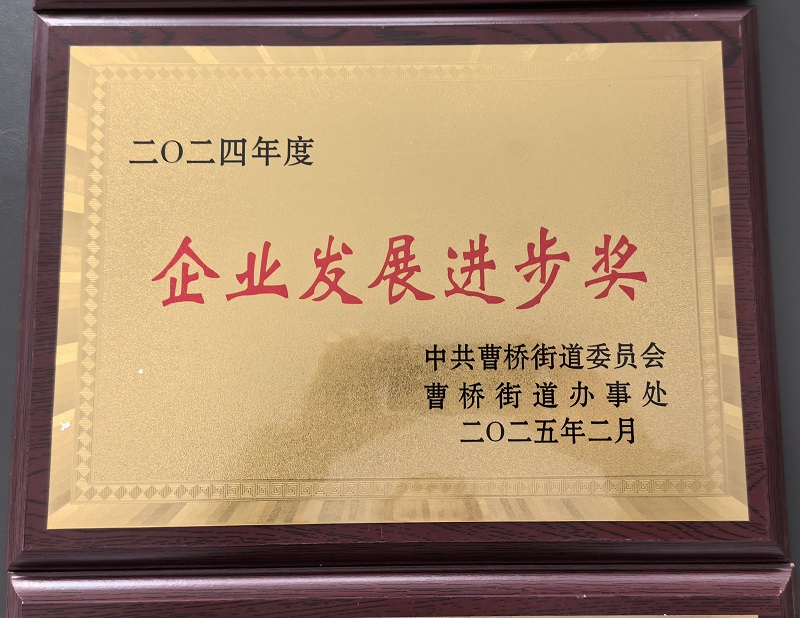 二〇二四年度
企业发展进步奖
中共曹桥街道委员会
曹桥街道办事处
二〇二五年二月